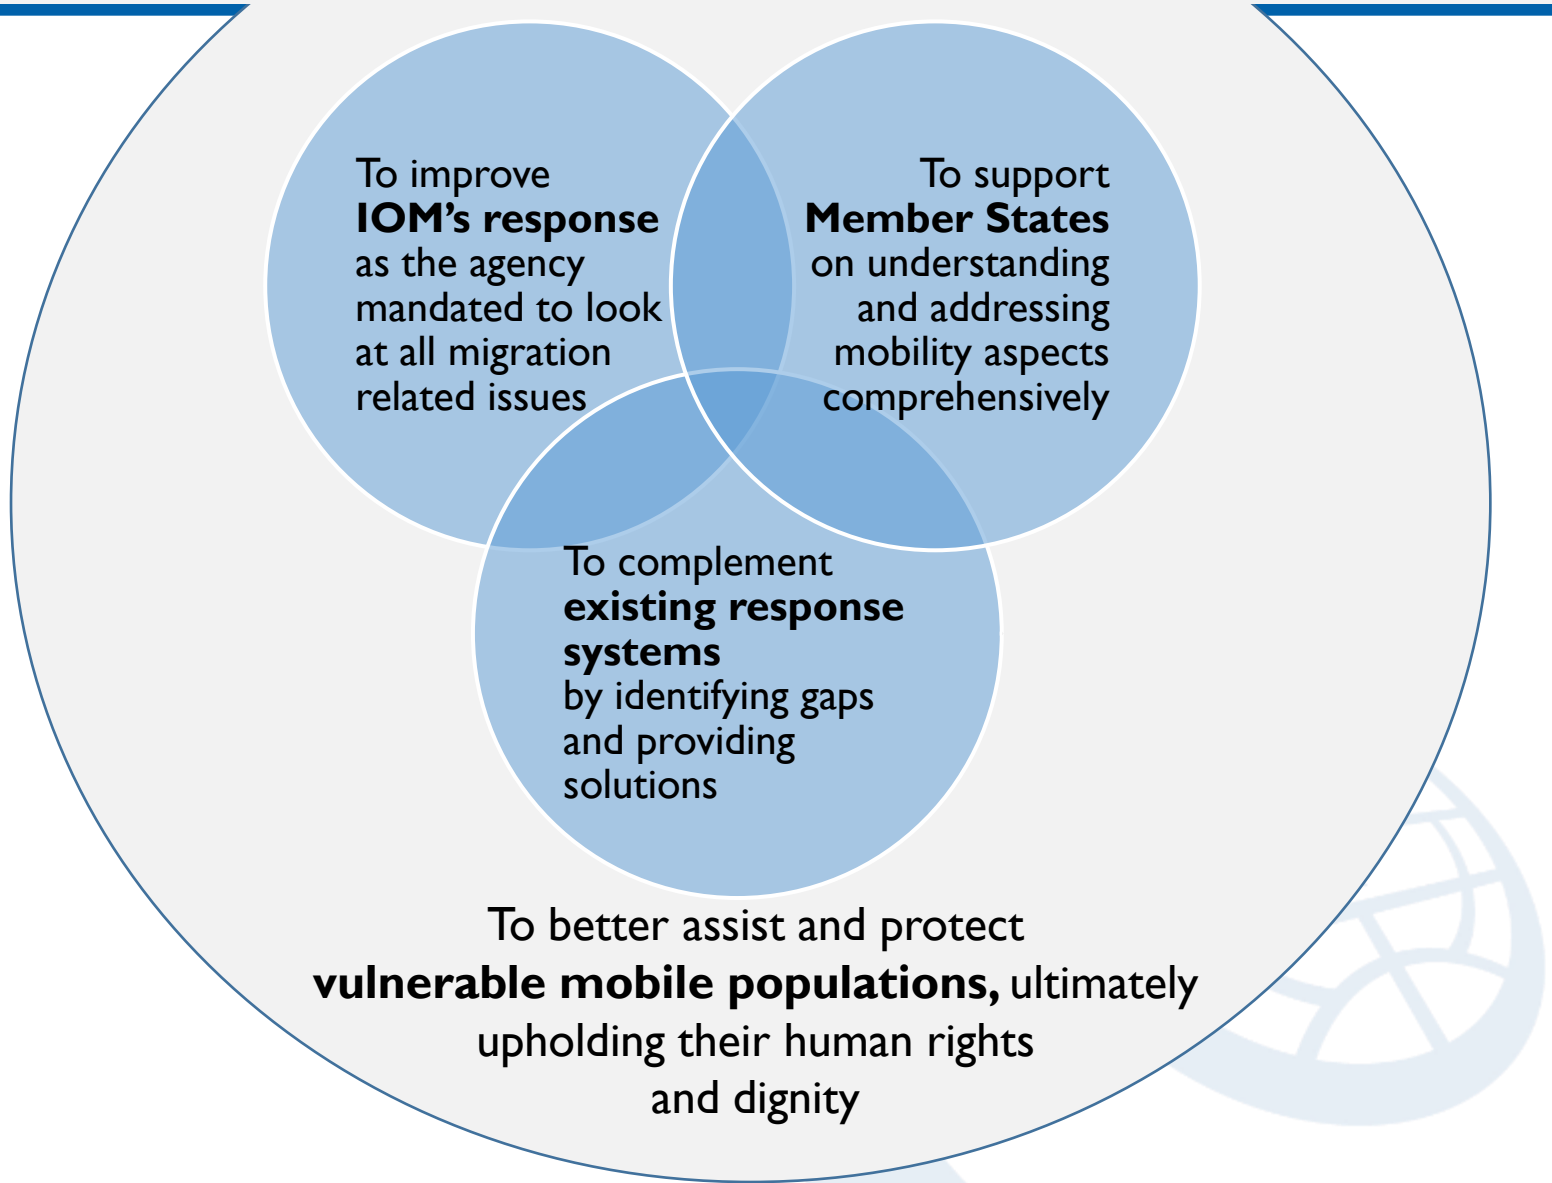 To improve
IOM’s response
as the agency
mandated to look
at all migration
related issues
To support
Member States
on understanding
and addressing
mobility aspects
comprehensively
To complement
existing response
systems
by identifying gaps
and providing
solutions
To better assist and protect
vulnerable mobile populations, ultimately
upholding their human rights
and dignity